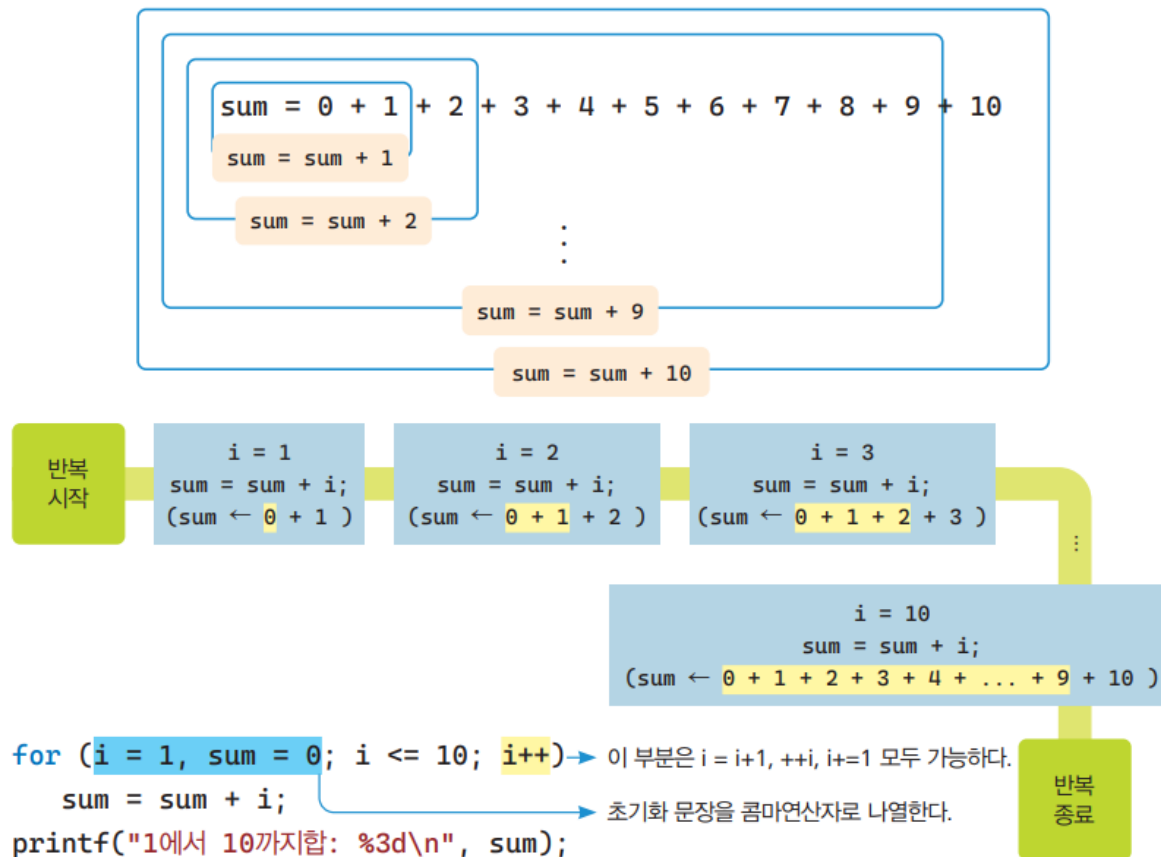 sum = 0 + 1 + 2 + 3 + 4 + 5 + 6 + 7 + 8 + 9 + 10
sum = sum + 1
sum = sum + 2
⋮
sum = sum + 9
sum = sum + 10
반복
시작
i = 1
sum = sum + i;
(sum ← 0 + 1 )
i = 2
sum = sum + i;
(sum ← 0 + 1 + 2 )
i = 3
sum = sum + i;
(sum ← 0 + 1 + 2 + 3 )
⋮
i = 10
sum = sum + i;
(sum ← 0 + 1 + 2 + 3 + 4 + ... + 9 + 10 )
반복
종료
for (i = 1, sum = 0; i <= 10; i++) 이 부분은 i = i+1, ++i, i+=1 모두 가능하다.
sum = sum + i; 초기화 문장을 콤마연산자로 나열한다.
printf("1에서 10까지합: %3d\n", sum);